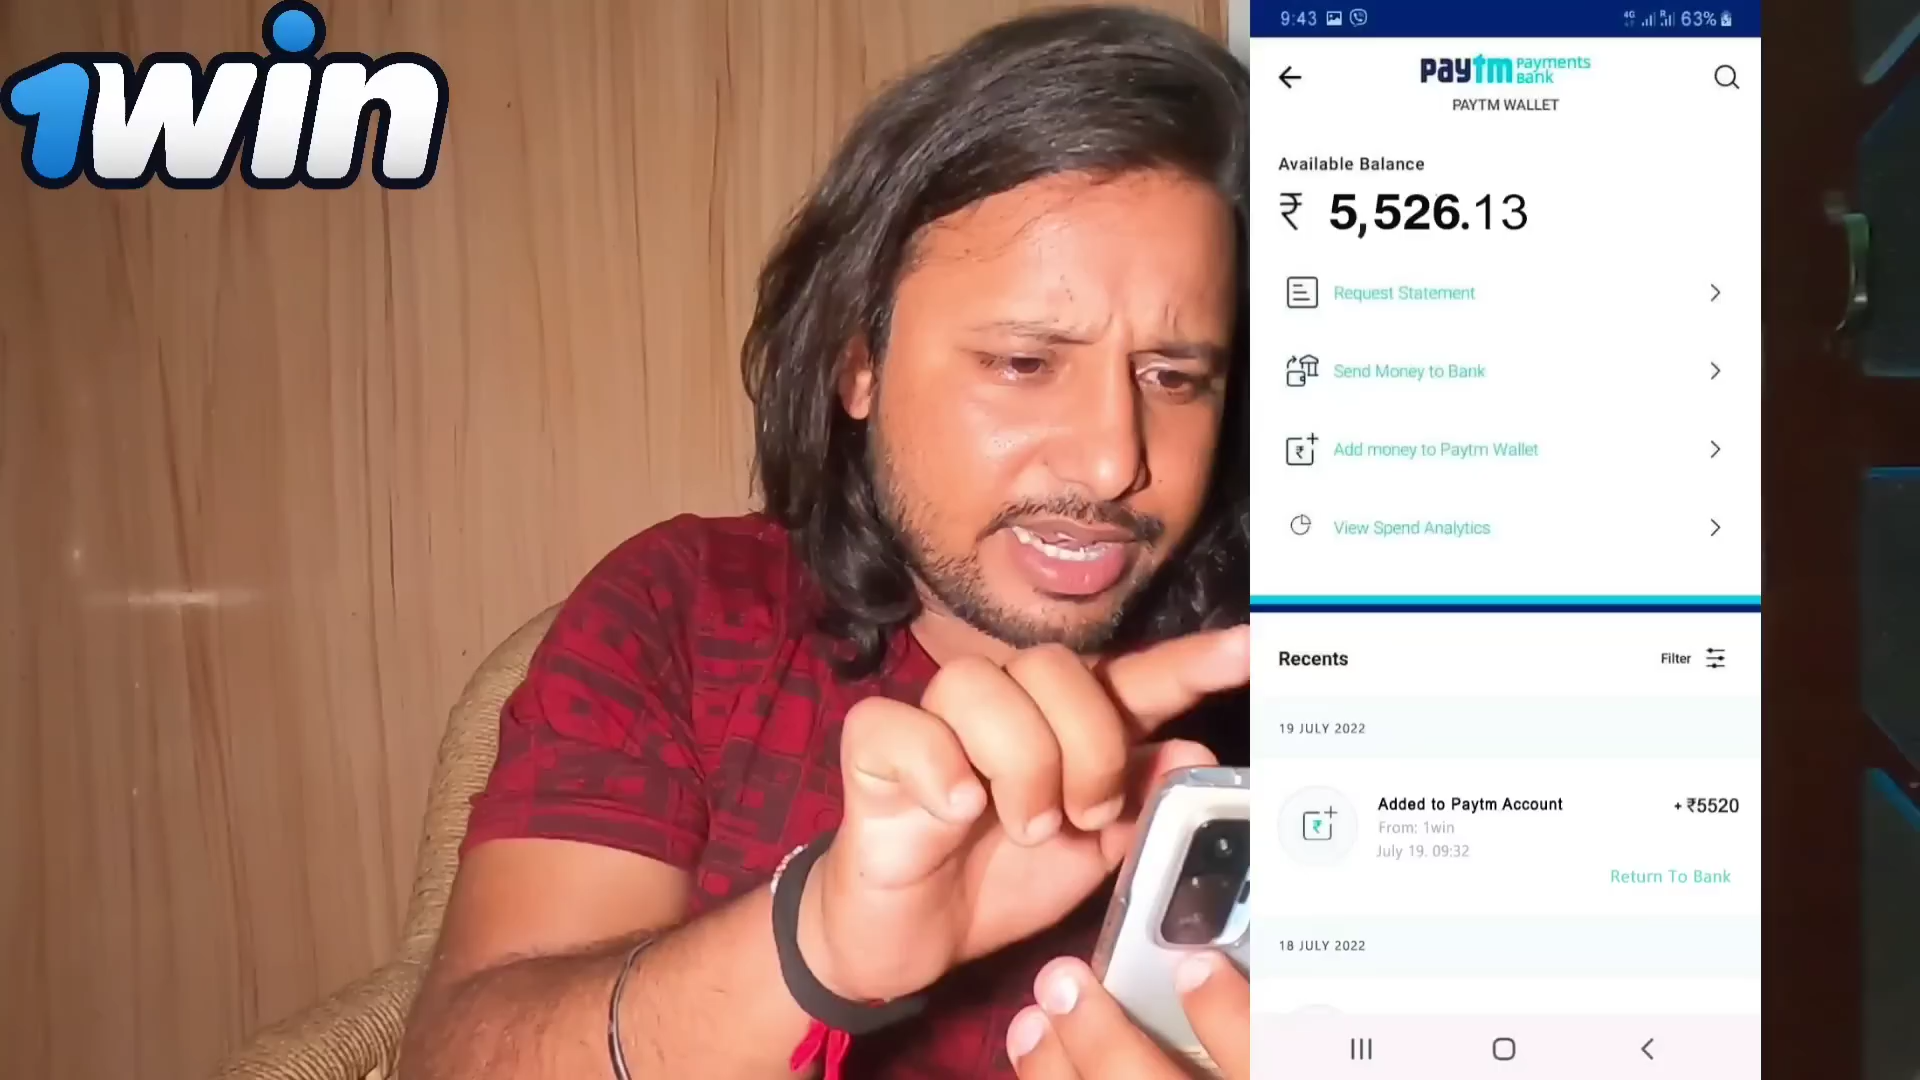 1win
9:43
4G
R
63%
paytm Payments Bank
PAYTM WALLET
Available Balance
₹ 5,526.13
Request Statement
Send Money to Bank
₹
Add money to Paytm Wallet
View Spend Analytics
Recents
Filter
19 JULY 2022
₹
Added to Paytm Account
+ ₹5520
From: 1win
July 19. 09:32
Return To Bank
18 JULY 2022